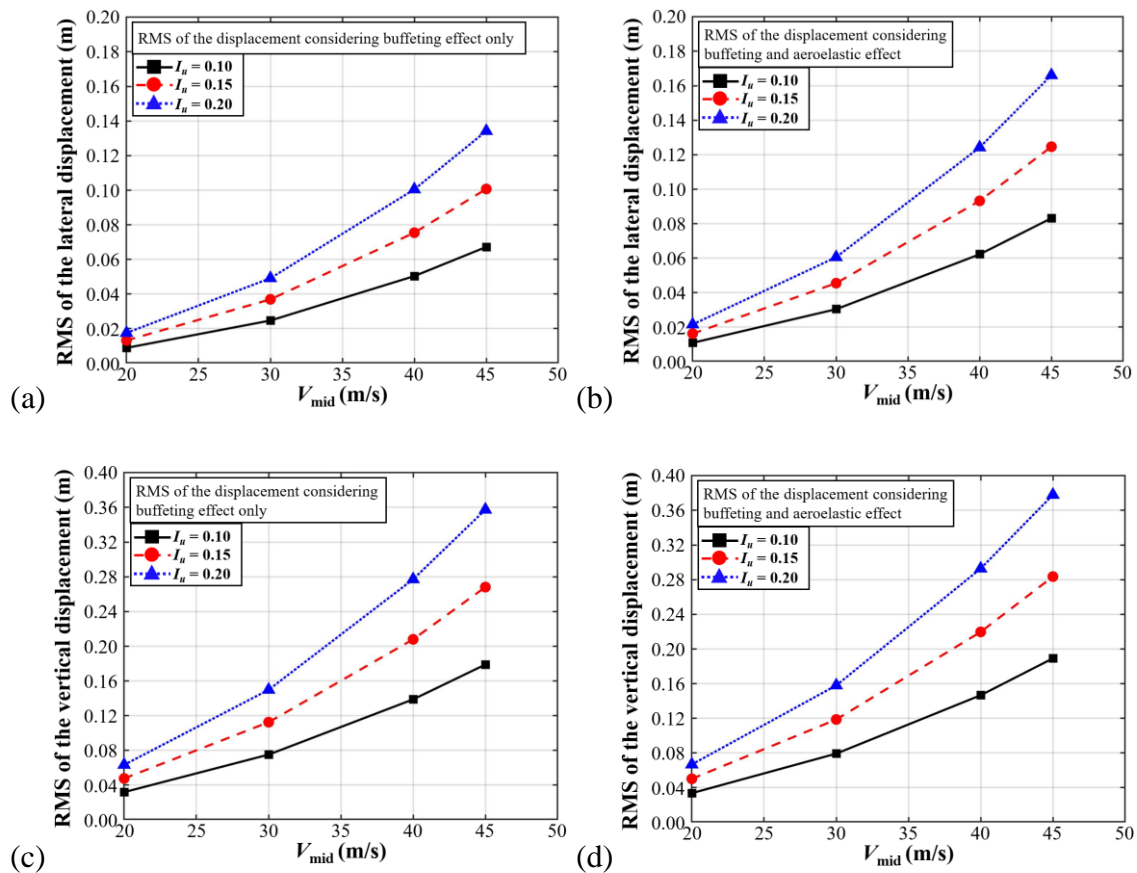 RMS of the lateral displacement (m)
0.20
0.18
0.16
0.14
0.12
0.10
0.08
0.06
0.04
0.02
0.00
RMS of the displacement considering buffeting effect only
I_u = 0.10
I_u = 0.15
I_u = 0.20
20 25 30 35 40 45 50
V_mid (m/s)
(a)
RMS of the lateral displacement (m)
0.20
0.18
0.16
0.14
0.12
0.10
0.08
0.06
0.04
0.02
0.00
RMS of the displacement considering
buffeting and aeroelastic effect
I_u = 0.10
I_u = 0.15
I_u = 0.20
20 25 30 35 40 45 50
V_mid (m/s)
(b)
RMS of the vertical displacement (m)
0.40
0.36
0.32
0.28
0.24
0.20
0.16
0.12
0.08
0.04
0.00
RMS of the displacement considering
buffeting effect only
I_u = 0.10
I_u = 0.15
I_u = 0.20
20 25 30 35 40 45 50
V_mid (m/s)
(c)
RMS of the vertical displacement (m)
0.40
0.36
0.32
0.28
0.24
0.20
0.16
0.12
0.08
0.04
0.00
RMS of the displacement considering
buffeting and aeroelastic effect
I_u = 0.10
I_u = 0.15
I_u = 0.20
20 25 30 35 40 45 50
V_mid (m/s)
(d)